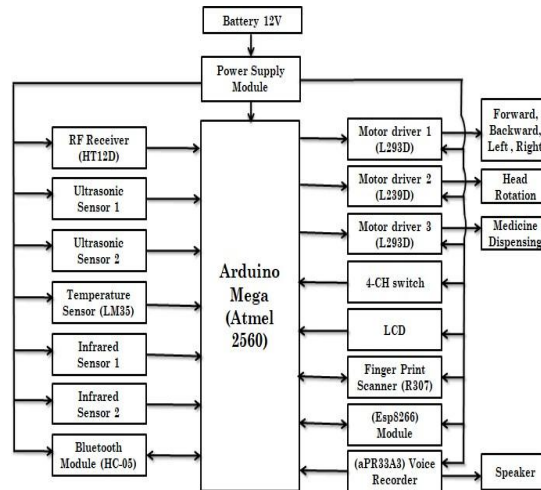 Battery 12V
Power Supply
Module
RF Receiver
(HT12D)
Ultrasonic
Sensor 1
Ultrasonic
Sensor 2
Temperature
Sensor (LM35)
Infrared
Sensor 1
Infrared
Sensor 2
Bluetooth
Module (HC-05)
Arduino
Mega
(Atmel
2560)
Motor driver 1
(L293D)
Motor driver 2
(L239D)
Motor driver 3
(L293D)
4-CH switch
LCD
Finger Print
Scanner (R307)
(Esp8266)
Module
(aPR33A3) Voice
Recorder
Forward,
Backward,
Left , Right
Head
Rotation
Medicine
Dispensing
Speaker